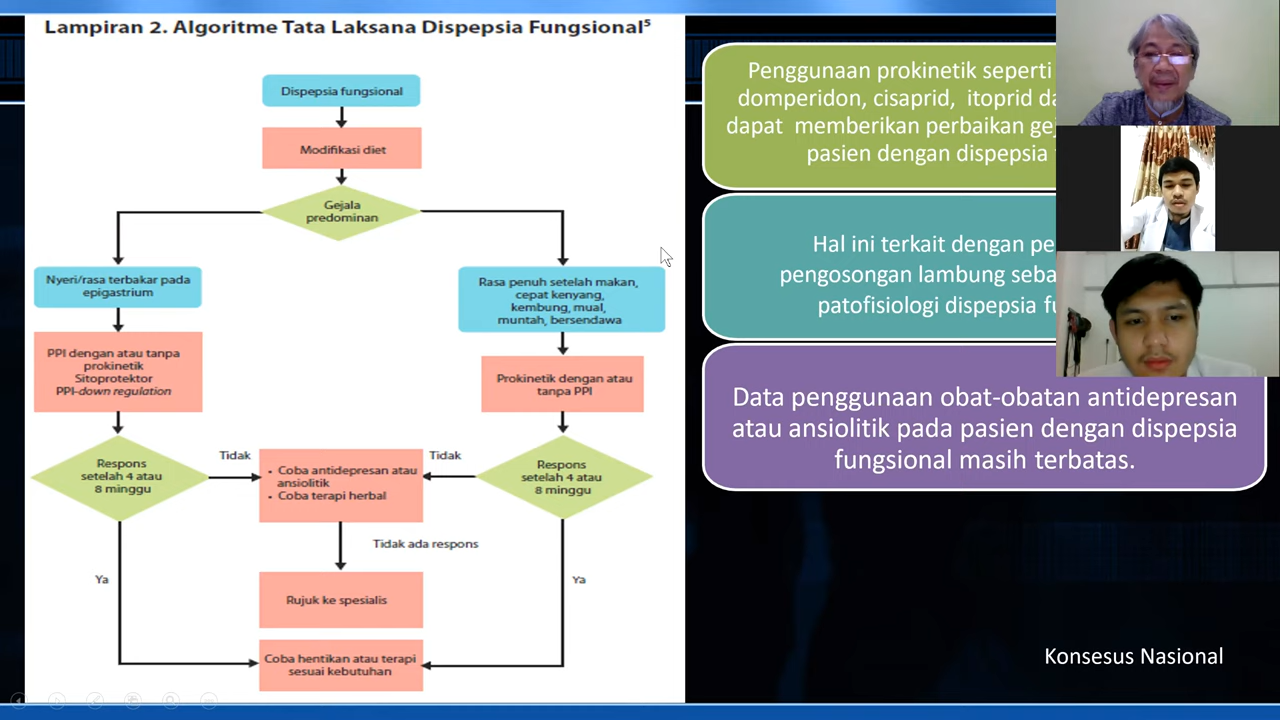 Lampiran 2. Algoritme Tata Laksana Dispepsia Fungsional⁵
Dispepsia fungsional
Modifikasi diet
Gejala
predominan
Nyeri/rasa terbakar pada
epigastrium
Rasa penuh setelah makan,
cepat kenyang,
kembung, mual,
muntah, bersendawa
PPI dengan atau tanpa
prokinetik
Sitoprotektor
PPI-down regulation
Prokinetik dengan atau
tanpa PPI
Respons
setelah 4 atau
8 minggu
Tidak
• Coba antidepresan atau
ansiolitik
• Coba terapi herbal
Tidak
Respons
setelah 4 atau
8 minggu
Tidak ada respons
Ya
Ya
Rujuk ke spesialis
Coba hentikan atau terapi
sesuai kebutuhan
Penggunaan prokinetik seperti
domperidon, cisaprid, itoprid
dapat memberikan perbaikan
pasien dengan dispepsia
Hal ini terkait dengan
pengosongan lambung
patofisiologi dispepsia
Data penggunaan obat-obatan antidepresan
atau ansiolitik pada pasien dengan dispepsia
fungsional masih terbatas.
Konsesus Nasional